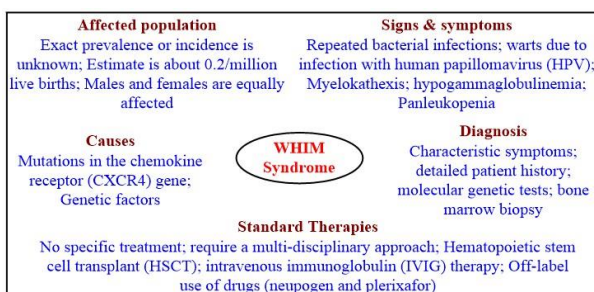 Affected population
Exact prevalence or incidence is
unknown; Estimate is about 0.2/million
live births; Males and females are equally
affected
Signs & symptoms
Repeated bacterial infections; warts due to
infection with human papillomavirus (HPV);
Myelokathexis; hypogammaglobulinemia;
Panleukopenia
Causes
Mutations in the chemokine
receptor (CXCR4) gene;
Genetic factors
WHIM
Syndrome
Diagnosis
Characteristic symptoms;
detailed patient history;
molecular genetic tests; bone
marrow biopsy
Standard Therapies
No specific treatment; require a multi-disciplinary approach; Hematopoietic stem
cell transplant (HSCT); intravenous immunoglobulin (IVIG) therapy; Off-label
use of drugs (neupogen and plerixafor)